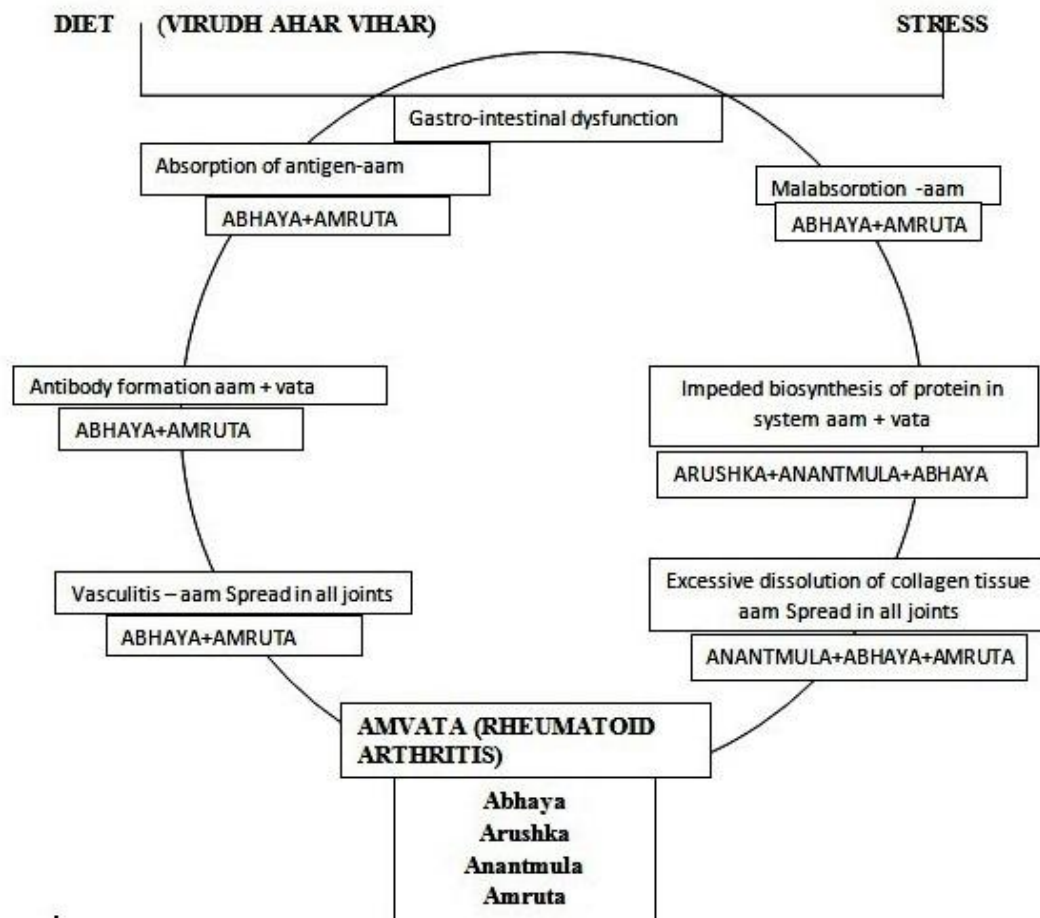 DIET (VIRUDH AHAR VIHAR)
STRESS
Gastro-intestinal dysfunction
Absorption of antigen-aam
ABHAYA+AMRUTA
Malabsorption -aam
ABHAYA+AMRUTA
Antibody formation aam + vata
ABHAYA+AMRUTA
Impeded biosynthesis of protein in
system aam + vata
ARUSHKA+ANANTMULA+ABHAYA
Vasculitis – aam Spread in all joints
ABHAYA+AMRUTA
Excessive dissolution of collagen tissue
aam Spread in all joints
ANANTMULA+ABHAYA+AMRUTA
AMVATA (RHEUMATOID
ARTHRITIS)
Abhaya
Arushka
Anantmula
Amruta